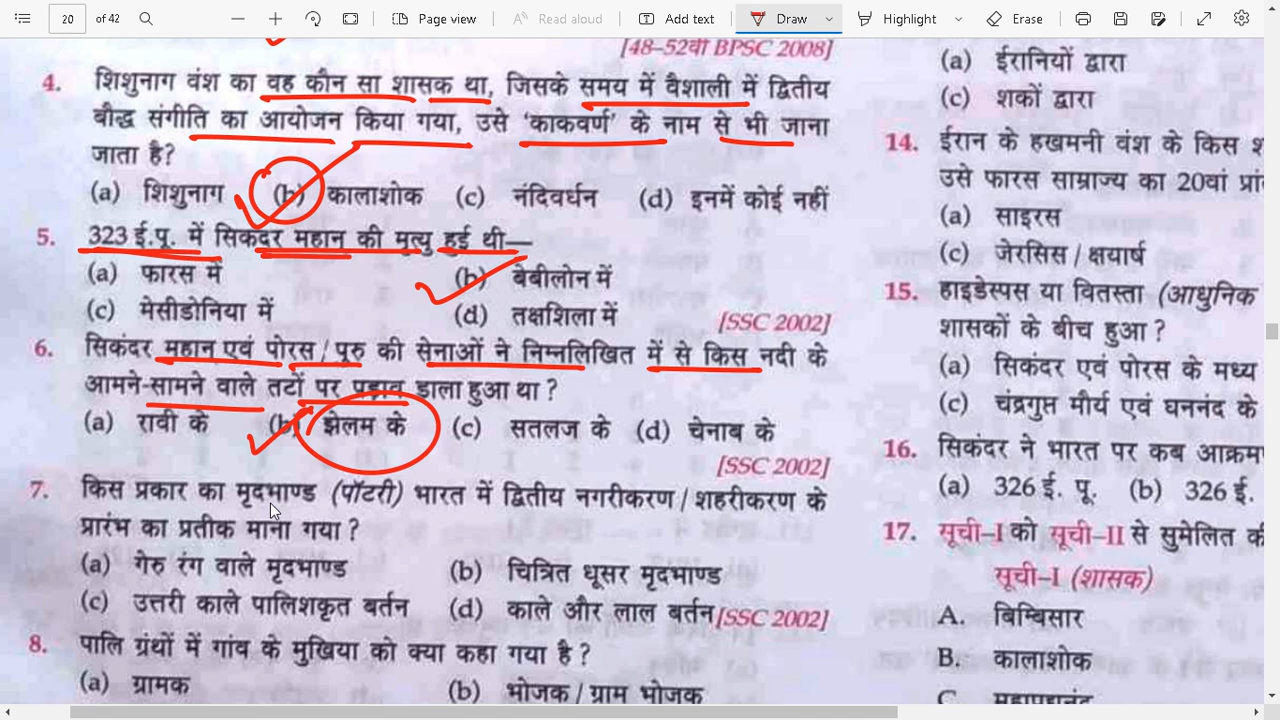 20 of 42
Page view
Read aloud
Add text
Draw
Highlight
Erase
[48–52वीं BPSC 2008]
4. शिशुनाग वंश का वह कौन सा शासक था, जिसके समय में वैशाली में द्वितीय
बौद्ध संगीति का आयोजन किया गया, उसे 'काकवर्ण' के नाम से भी जाना
जाता है?
(a) शिशुनाग (b) कालाशोक (c) नंदिवर्धन (d) इनमें कोई नहीं
5. 323 ई.पू. में सिकंदर महान की मृत्यु हुई थी—
(a) फारस में (b) बेबीलोन में
(c) मेसीडोनिया में (d) तक्षशिला में [SSC 2002]
6. सिकंदर महान एवं पोरस/पुरु की सेनाओं ने निम्नलिखित में से किस नदी के
आमने-सामने वाले तटों पर पड़ाव डाला हुआ था?
(a) रावी के (b) झेलम के (c) सतलज के (d) चेनाब के
[SSC 2002]
7. किस प्रकार का मृदभाण्ड (पॉटरी) भारत में द्वितीय नगरीकरण/शहरीकरण के
प्रारंभ का प्रतीक माना गया?
(a) गेरु रंग वाले मृदभाण्ड (b) चित्रित धूसर मृदभाण्ड
(c) उत्तरी काले पालिशकृत बर्तन (d) काले और लाल बर्तन [SSC 2002]
8. पालि ग्रंथों में गांव के मुखिया को क्या कहा गया है?
(a) ग्रामक (b) भोजक/ग्राम भोजक
(a) ईरानियों द्वारा
(c) शकों द्वारा
14. ईरान के हखमनी वंश के किस
उसे फारस साम्राज्य का 20वां
(a) साइरस
(c) जेरसिस/क्षयार्ष
15. हाइडेस्पस या वितस्ता (आधुनिक
शासकों के बीच हुआ?
(a) सिकंदर एवं पोरस के मध्य
(c) चंद्रगुप्त मौर्य एवं घननंद के
16. सिकंदर ने भारत पर कब
(a) 326 ई. पू. (b) 326 ई.
17. सूची-I को सूची-II से सुमेलित
सूची-I (शासक)
A. बिम्बिसार
B. कालाशोक
C.